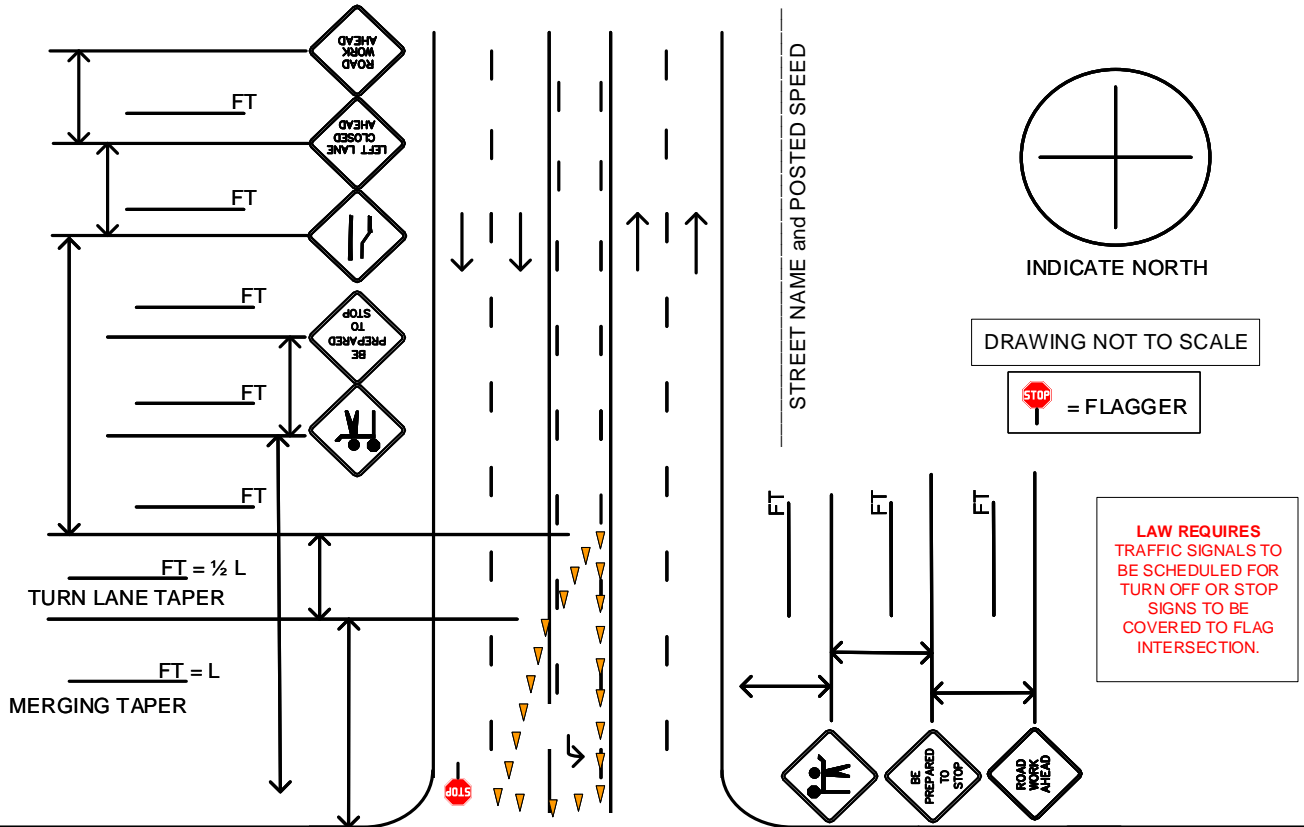 ROAD
WORK
AHEAD
FT
LEFT LANE
CLOSED
AHEAD
FT
FT
BE
PREPARED
TO
STOP
FT
FT
FT = ½ L
TURN LANE TAPER
FT = L
MERGING TAPER
STOP
STREET NAME and POSTED SPEED
INDICATE NORTH
DRAWING NOT TO SCALE
STOP = FLAGGER
FT
FT
FT
LAW REQUIRES
TRAFFIC SIGNALS TO
BE SCHEDULED FOR
TURN OFF OR STOP
SIGNS TO BE
COVERED TO FLAG
INTERSECTION.
BE
PREPARED
TO
STOP
ROAD
WORK
AHEAD